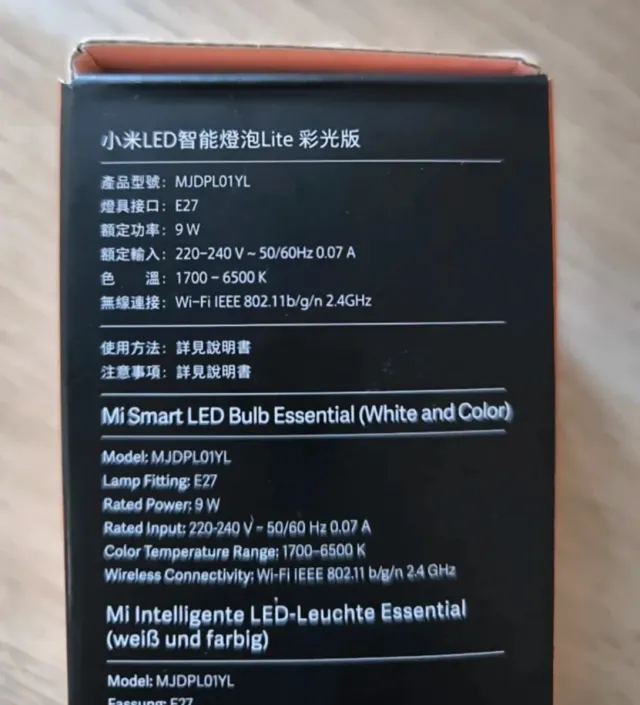 小米LED智能燈泡Lite 彩光版
產品型號： MJDPL01YL
燈具接口： E27
額定功率： 9 W
額定輸入： 220-240 V ~ 50/60Hz 0.07 A
色 溫： 1700 - 6500 K
無線連接： Wi-Fi IEEE 802.11b/g/n 2.4GHz
使用方法： 詳見說明書
注意事項： 詳見說明書
Mi Smart LED Bulb Essential (White and Color)
Model: MJDPL01YL
Lamp Fitting: E27
Rated Power: 9 W
Rated Input: 220-240 V ~ 50/60 Hz 0.07 A
Color Temperature Range: 1700–6500 K
Wireless Connectivity: Wi-Fi IEEE 802.11 b/g/n 2.4 GHz
Mi Intelligente LED-Leuchte Essential
(weiß und farbig)
Model: MJDPL01YL
Fassung: E27